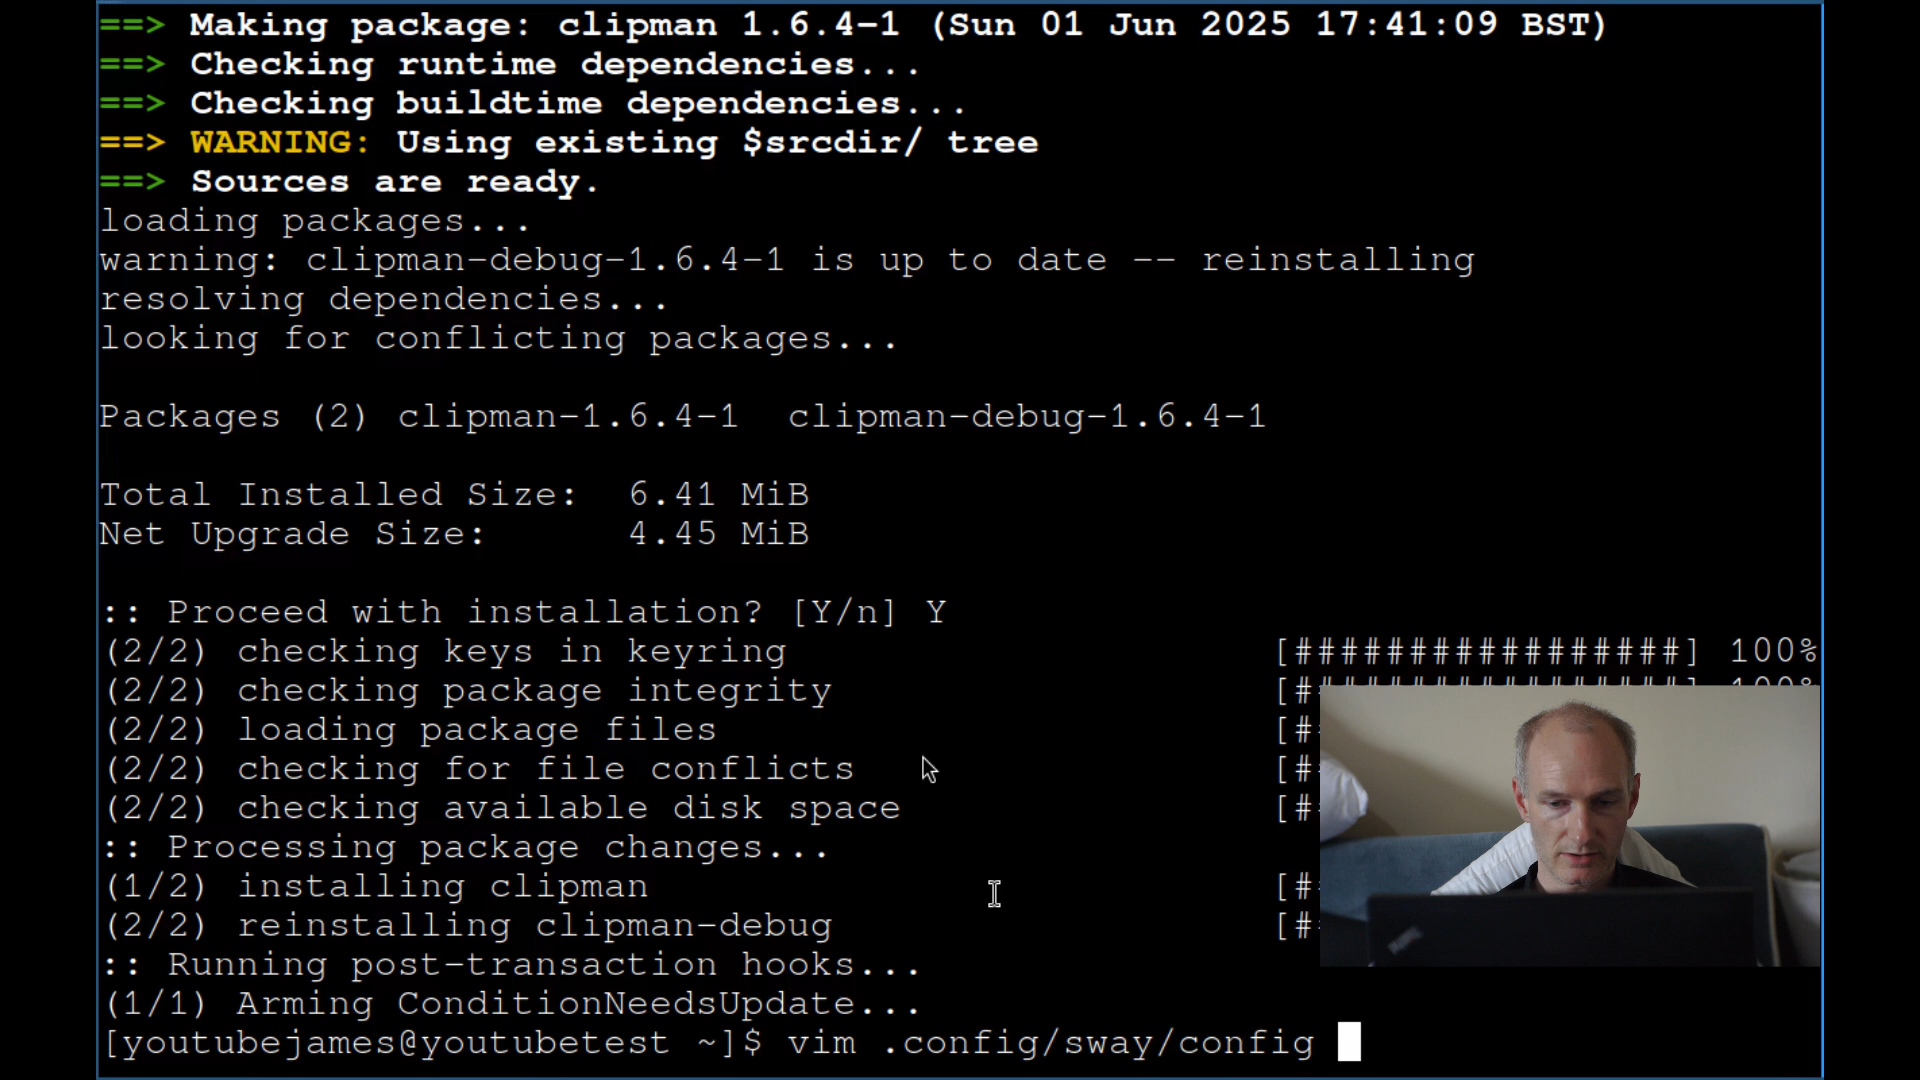 ==> Making package: clipman 1.6.4-1 (Sun 01 Jun 2025 17:41:09 BST)
==> Checking runtime dependencies...
==> Checking buildtime dependencies...
==> WARNING: Using existing $srcdir/ tree
==> Sources are ready.
loading packages...
warning: clipman-debug-1.6.4-1 is up to date -- reinstalling
resolving dependencies...
looking for conflicting packages...
Packages (2) clipman-1.6.4-1  clipman-debug-1.6.4-1
Total Installed Size:  6.41 MiB
Net Upgrade Size:      4.45 MiB
:: Proceed with installation? [Y/n] Y
(2/2) checking keys in keyring [#################] 100%
(2/2) checking package integrity [#################] 100%
(2/2) loading package files [#
(2/2) checking for file conflicts [#
(2/2) checking available disk space [#
:: Processing package changes...
(1/2) installing clipman [#
(2/2) reinstalling clipman-debug [#
:: Running post-transaction hooks...
(1/1) Arming ConditionNeedsUpdate...
[youtubejames@youtubetest ~]$ vim .config/sway/config